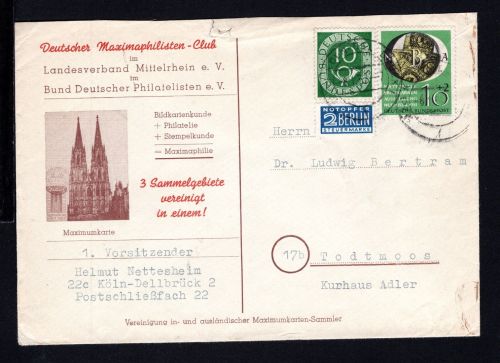 Deutscher Maximaphilisten-Club
im
Landesverband Mittelrhein e. V.
im
Bund Deutscher Philatelisten e. V.
Bildkartenkunde
+ Philatelie
+ Stempelkunde
= Maximaphilie
3 Sammelgebiete
vereinigt
in einem!
Maximumkarte
1. Vorsitzender
Helmut Nettesheim
22c Köln-Dellbrück 2
Postschließfach 22
Vereinigung in- und ausländischer Maximumkarten-Sammler
10
NOTOPFER
2 BERLIN
STEUERMARKE
10+2
Herrn
Dr. Ludwig Bertram
17b
Todtmoos
Kurhaus Adler